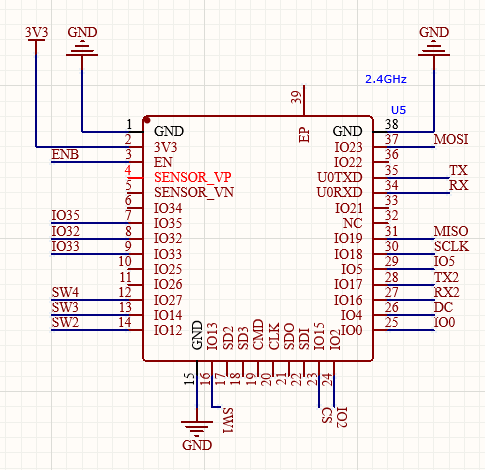 3V3
GND
GND
2.4GHz
U5
39
EP
1 GND
2 3V3
ENB 3 EN
4 SENSOR_VP
5 SENSOR_VN
6 IO34
IO35 7 IO35
IO32 8 IO32
IO33 9 IO33
10 IO25
11 IO26
SW4 12 IO27
SW3 13 IO14
SW2 14 IO12
GND 38
IO23 37 MOSI
IO22 36
U0TXD 35 TX
U0RXD 34 RX
IO21 33
NC 32
IO19 31 MISO
IO18 30 SCLK
IO5 29 IO5
IO17 28 TX2
IO16 27 RX2
IO4 26 DC
IO0 25 IO0
GND 15
IO13 16 SW1
SD2 17
SD3 18
CMD 19
CLK 20
SDO 21
SDI 22
IO15 23 CS
IO2 24 IO2
GND